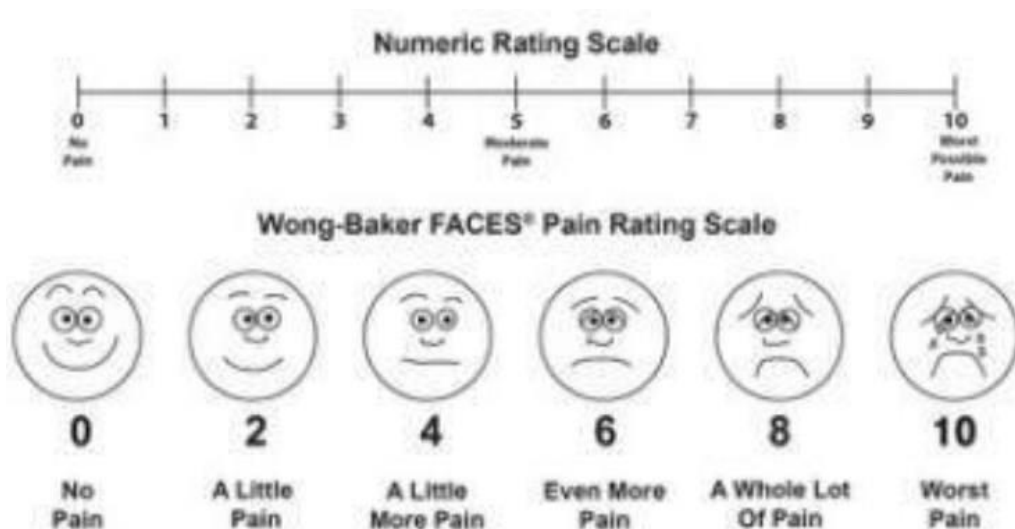 Numeric Rating Scale
0 1 2 3 4 5 6 7 8 9 10
No Pain
Moderate Pain
Worst Possible Pain
Wong-Baker FACES® Pain Rating Scale
0 2 4 6 8 10
No Pain
A Little Pain
A Little More Pain
Even More Pain
A Whole Lot Of Pain
Worst Pain